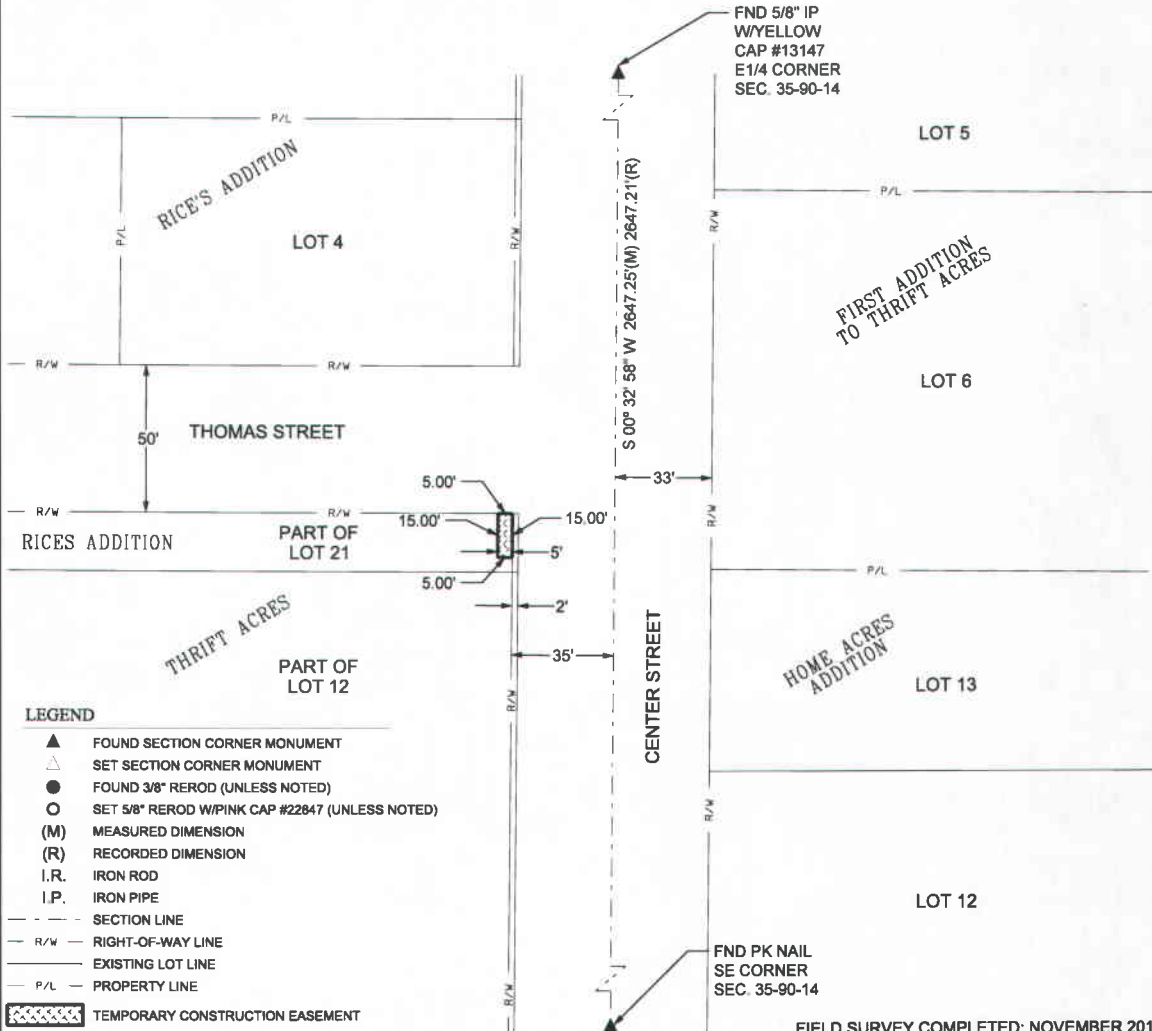 FND 5/8" IP
W/YELLOW
CAP #13147
E1/4 CORNER
SEC. 35-90-14
LOT 5
P/L
P/L
RICE'S ADDITION
P/L
LOT 4
R/W
S 00° 32' 58" W 2647.25'(M) 2647.21'(R)
R/W
FIRST ADDITION
TO THRIFT ACRES
LOT 6
R/W
R/W
50'
THOMAS STREET
33'
5.00'
R/W
R/W
R/W
15.00'
15.00'
RICES ADDITION
PART OF
LOT 21
5'
5.00'
P/L
2'
THRIFT ACRES
PART OF
LOT 12
35'
R/W
CENTER STREET
HOME ACRES
ADDITION
LOT 13
R/W
LOT 12
LEGEND
FOUND SECTION CORNER MONUMENT
SET SECTION CORNER MONUMENT
FOUND 3/8" REROD (UNLESS NOTED)
SET 5/8" REROD W/PINK CAP #22847 (UNLESS NOTED)
(M) MEASURED DIMENSION
(R) RECORDED DIMENSION
I.R. IRON ROD
I.P. IRON PIPE
SECTION LINE
R/W RIGHT-OF-WAY LINE
EXISTING LOT LINE
P/L PROPERTY LINE
TEMPORARY CONSTRUCTION EASEMENT
R/W
FND PK NAIL
SE CORNER
SEC. 35-90-14
FIELD SURVEY COMPLETED: NOVEMBER 201